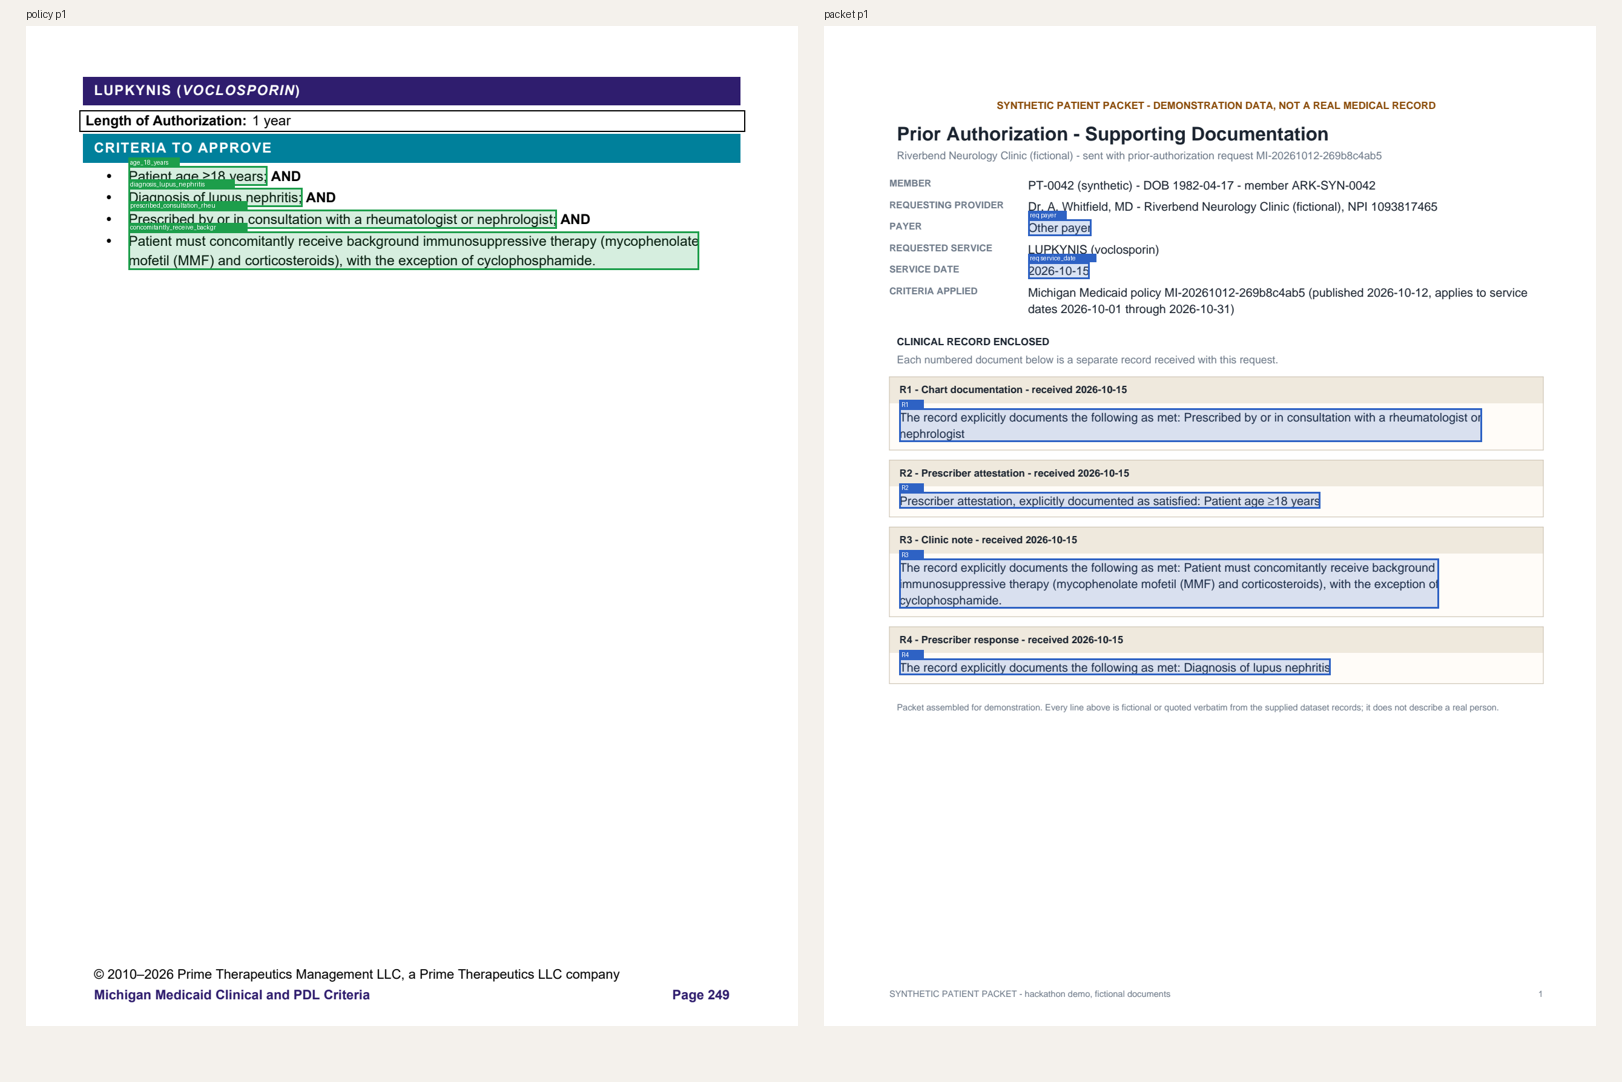 policy p1
LUPKYNIS (VOCLOSPORIN)
Length of Authorization: 1 year
CRITERIA TO APPROVE
age_18_years
• Patient age ≥18 years; AND
diagnosis_lupus_nephritis
• Diagnosis of lupus nephritis; AND
prescribed_consultation_rheu
• Prescribed by or in consultation with a rheumatologist or nephrologist; AND
concomitantly_receive_backgr
• Patient must concomitantly receive background immunosuppressive therapy (mycophenolate
mofetil (MMF) and corticosteroids), with the exception of cyclophosphamide.
© 2010–2026 Prime Therapeutics Management LLC, a Prime Therapeutics LLC company
Michigan Medicaid Clinical and PDL Criteria Page 249
packet p1
SYNTHETIC PATIENT PACKET - DEMONSTRATION DATA, NOT A REAL MEDICAL RECORD
Prior Authorization - Supporting Documentation
Riverbend Neurology Clinic (fictional) - sent with prior-authorization request MI-20261012-269b8c4ab5
MEMBER PT-0042 (synthetic) - DOB 1982-04-17 - member ARK-SYN-0042
REQUESTING PROVIDER Dr. A. Whitfield, MD - Riverbend Neurology Clinic (fictional), NPI 1093817465
req payer
PAYER Other payer
REQUESTED SERVICE LUPKYNIS (voclosporin)
req service_date
SERVICE DATE 2026-10-15
CRITERIA APPLIED Michigan Medicaid policy MI-20261012-269b8c4ab5 (published 2026-10-12, applies to service
dates 2026-10-01 through 2026-10-31)
CLINICAL RECORD ENCLOSED
Each numbered document below is a separate record received with this request.
R1 - Chart documentation - received 2026-10-15
R1
The record explicitly documents the following as met: Prescribed by or in consultation with a rheumatologist or
nephrologist
R2 - Prescriber attestation - received 2026-10-15
R2
Prescriber attestation, explicitly documented as satisfied: Patient age ≥18 years
R3 - Clinic note - received 2026-10-15
R3
The record explicitly documents the following as met: Patient must concomitantly receive background
immunosuppressive therapy (mycophenolate mofetil (MMF) and corticosteroids), with the exception of
cyclophosphamide.
R4 - Prescriber response - received 2026-10-15
R4
The record explicitly documents the following as met: Diagnosis of lupus nephritis
Packet assembled for demonstration. Every line above is fictional or quoted verbatim from the supplied dataset records; it does not describe a real person.
SYNTHETIC PATIENT PACKET - hackathon demo, fictional documents 1